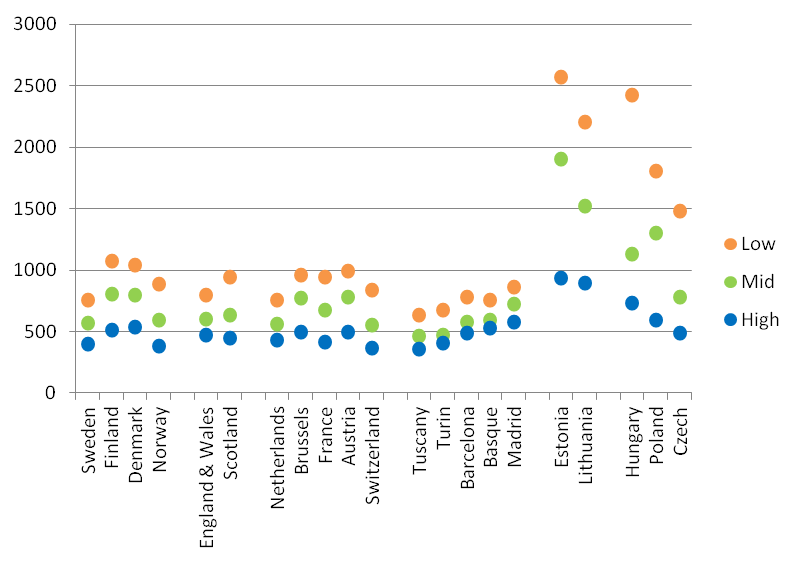 3000
2500
2000
1500
1000
500
0
Low
Mid
High
Sweden
Finland
Denmark
Norway
England & Wales
Scotland
Netherlands
Brussels
France
Austria
Switzerland
Tuscany
Turin
Barcelona
Basque
Madrid
Estonia
Lithuania
Hungary
Poland
Czech